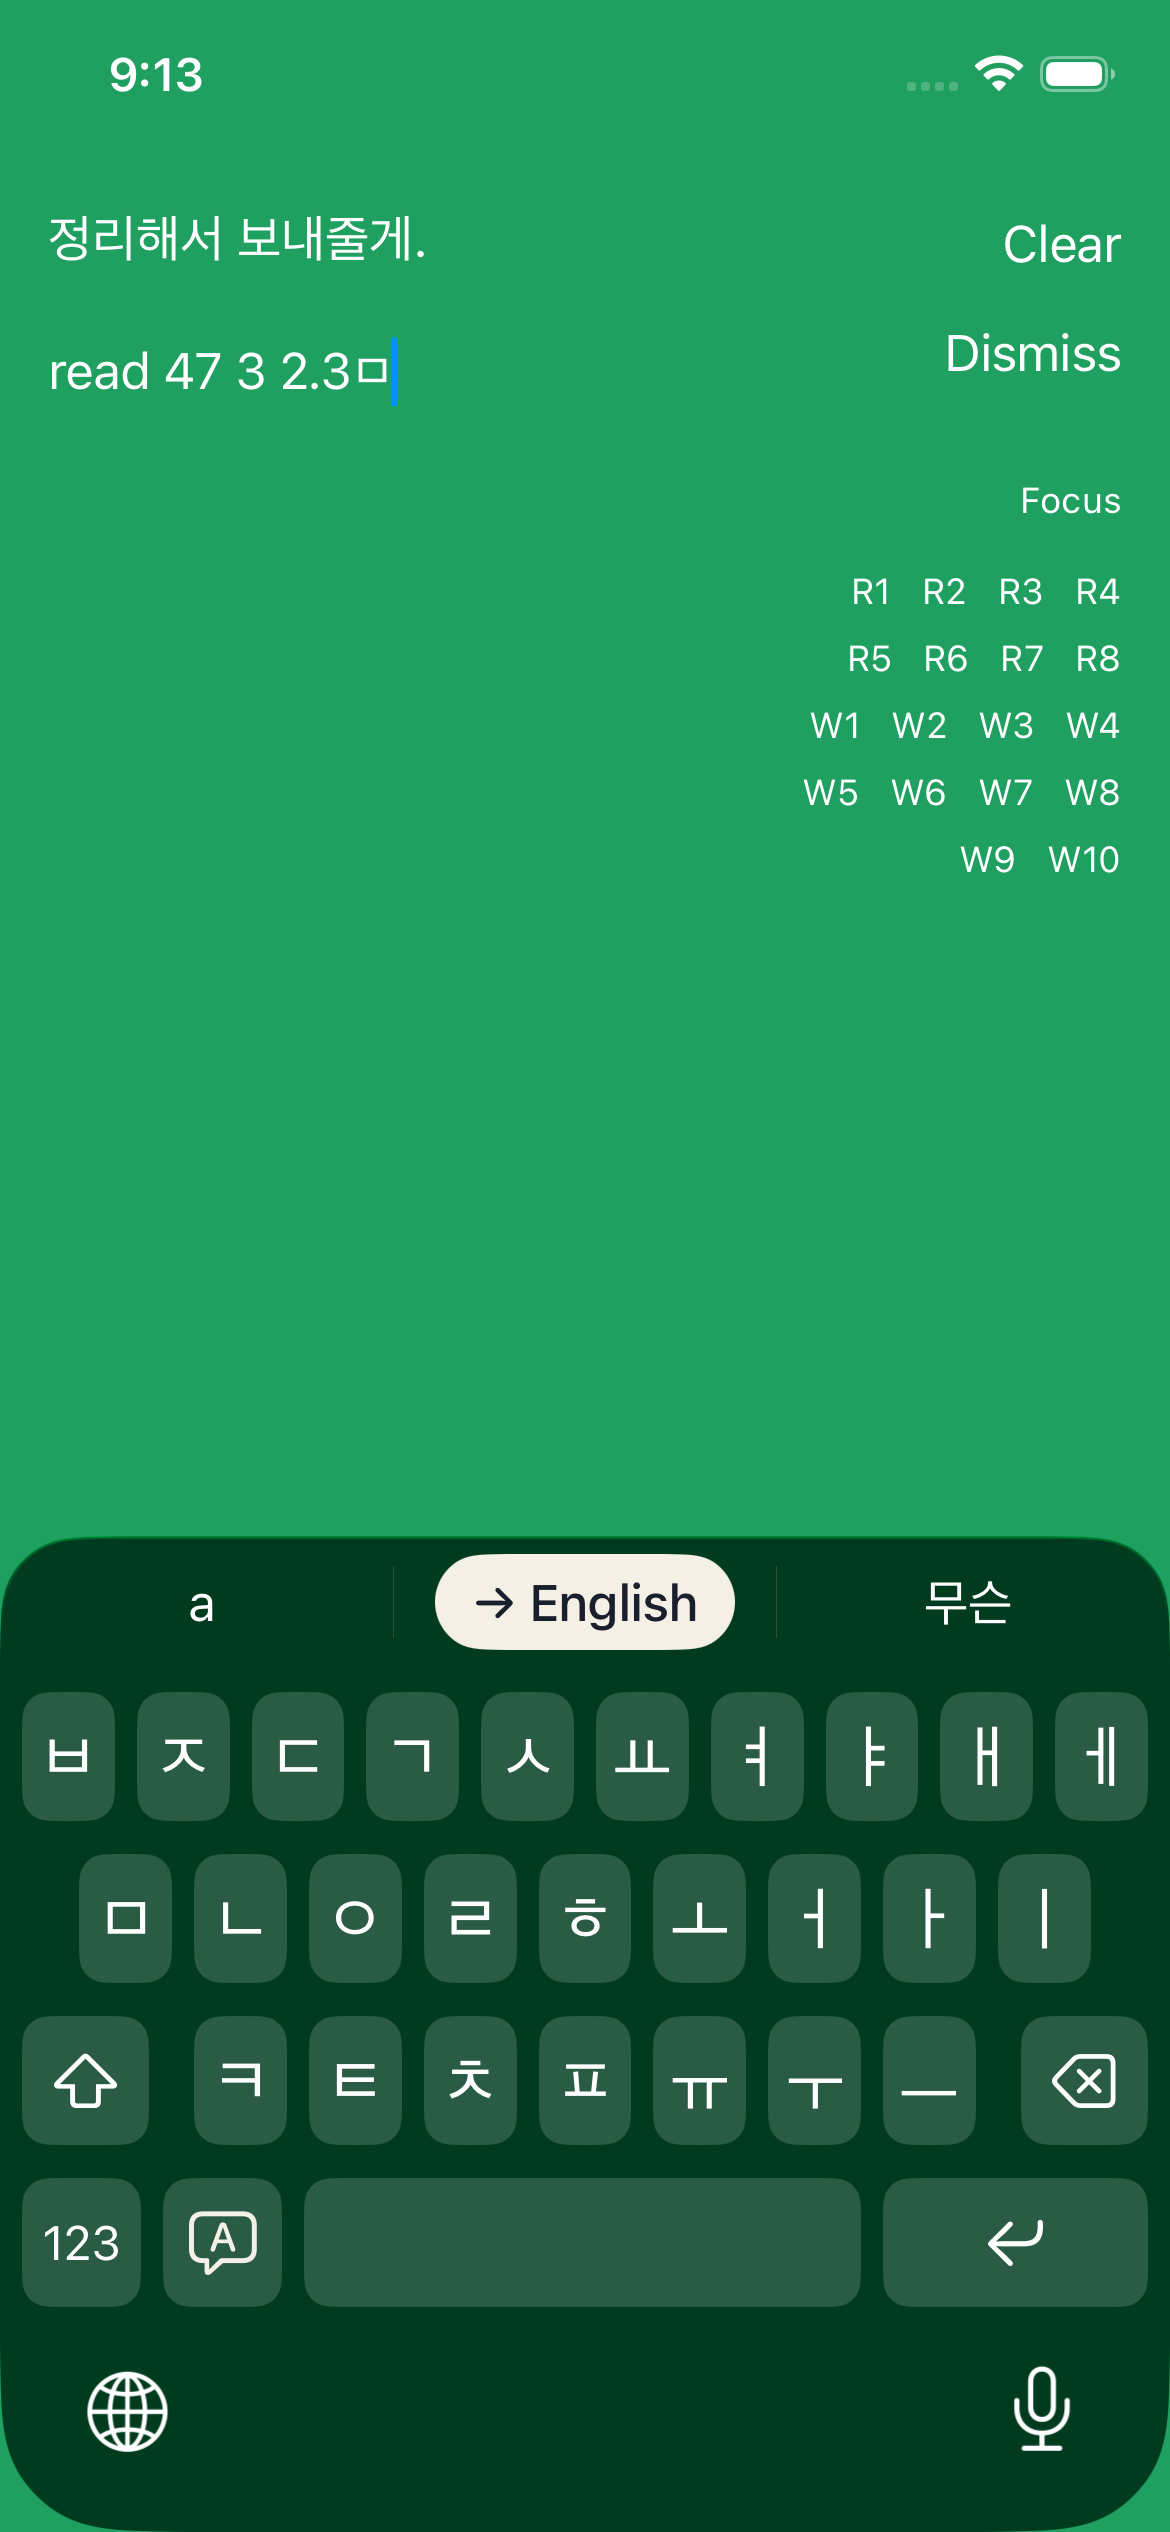 9:13
정리해서 보내줄게.
Clear
read 47 3 2.3ㅁ
Dismiss
Focus
R1 R2 R3 R4
R5 R6 R7 R8
W1 W2 W3 W4
W5 W6 W7 W8
W9 W10
a → English 무슨
ㅂ ㅈ ㄷ ㄱ ㅅ ㅛ ㅕ ㅑ ㅐ ㅔ
ㅁ ㄴ ㅇ ㄹ ㅎ ㅗ ㅓ ㅏ ㅣ
ㅋ ㅌ ㅊ ㅍ ㅠ ㅜ ㅡ
123 A